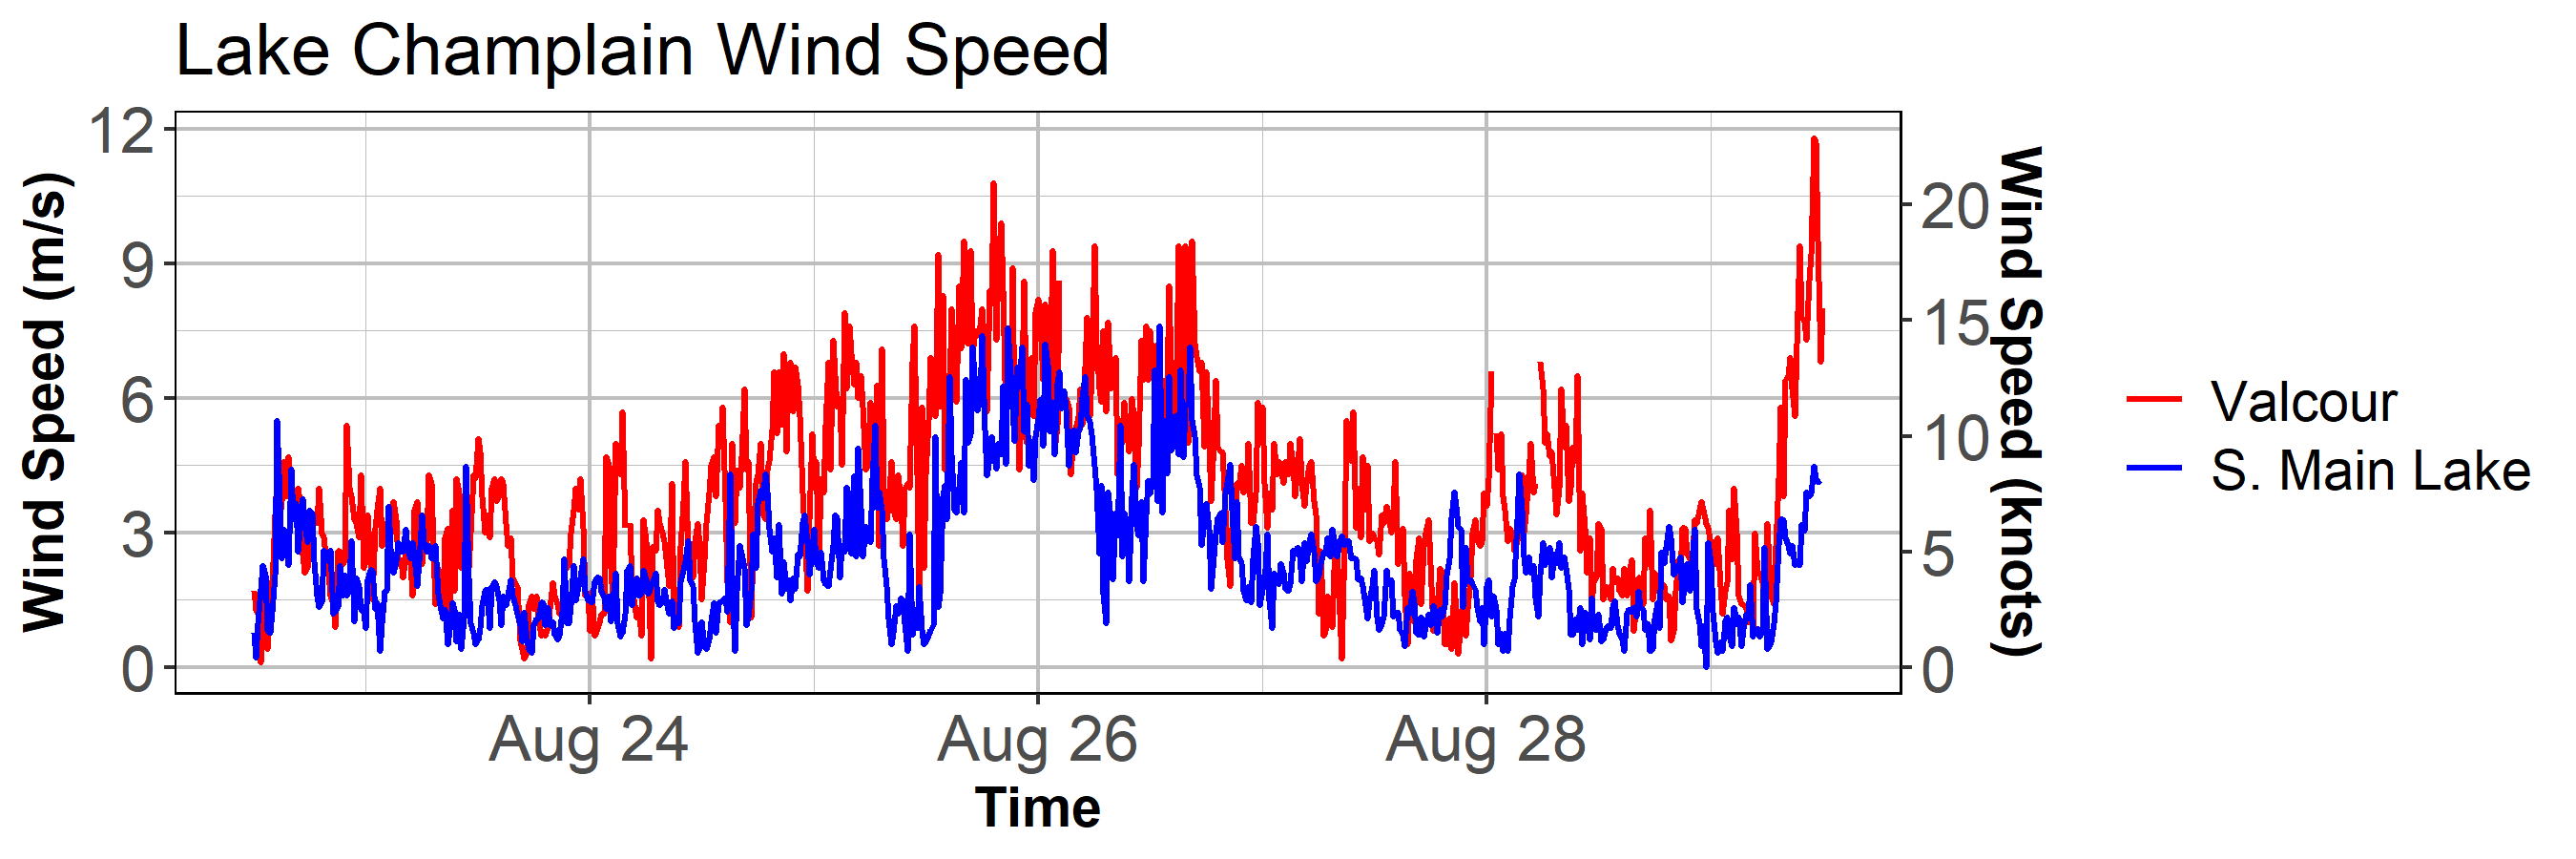 Lake Champlain Wind Speed
Wind Speed (m/s)
12
9
6
3
0
20
15
10
5
0
Wind Speed (knots)
Aug 24
Aug 26
Aug 28
Time
Valcour
S. Main Lake